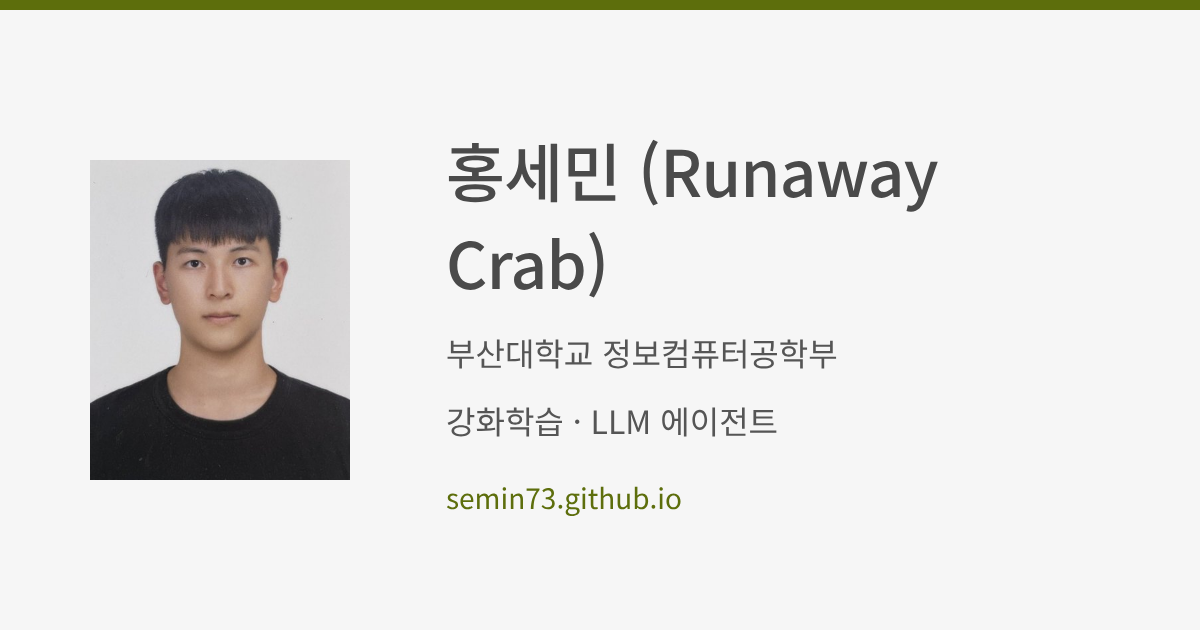 홍세민 (Runaway
Crab)
부산대학교 정보컴퓨터공학부
강화학습 · LLM 에이전트
semin73.github.io